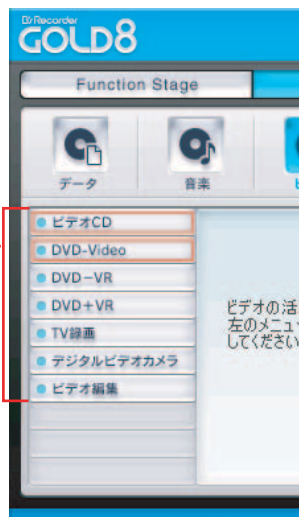 B's Recorder
GOLD8
Function Stage
データ
音楽
ビデオCD
DVD-Video
DVD-VR
DVD+VR
TV録画
デジタルビデオカメラ
ビデオ編集
ビデオの活
左のメニュ
してください